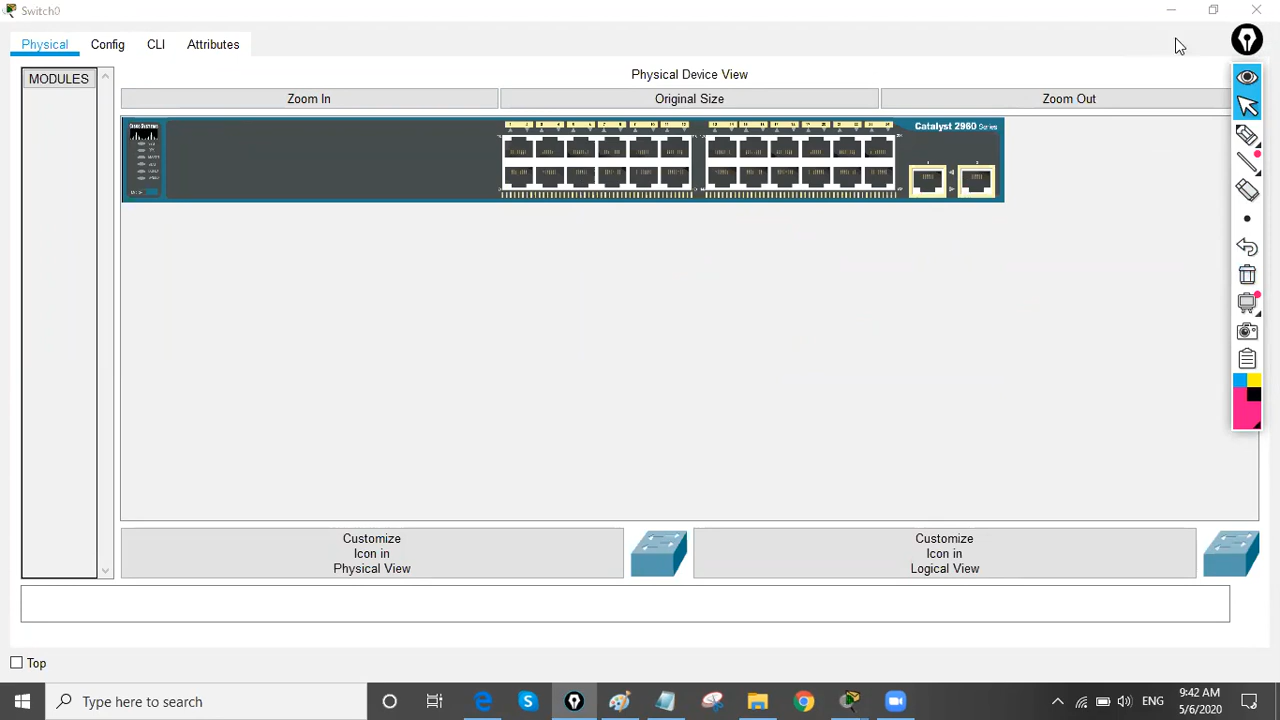 Switch0
Physical Config CLI Attributes
MODULES
Physical Device View
Zoom In Original Size Zoom Out
Catalyst 2960 Series
Customize
Icon in
Physical View
Customize
Icon in
Logical View
Top
Type here to search
ENG
9:42 AM
5/6/2020